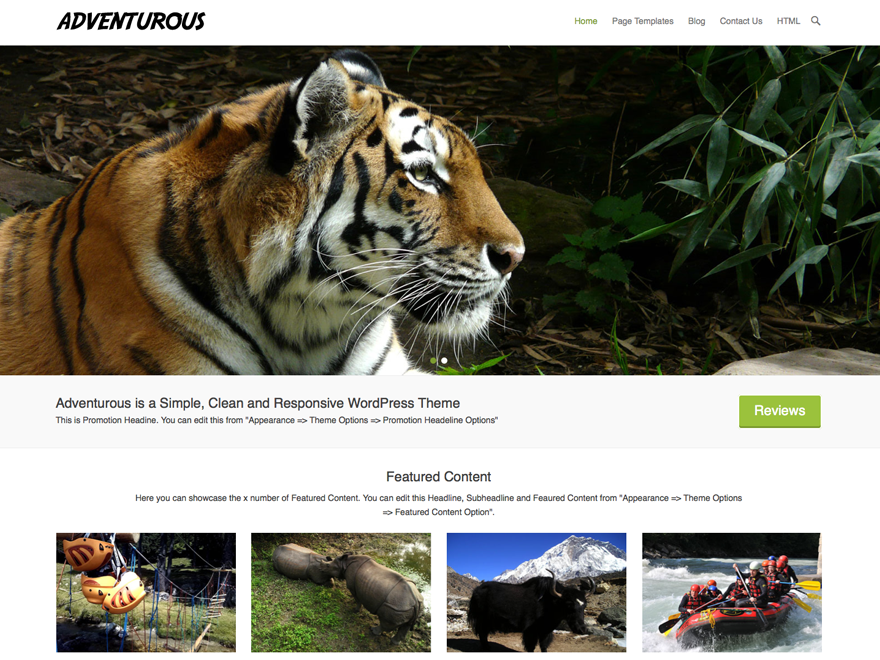 ADVENTUROUS
Home Page Templates Blog Contact Us HTML
Adventurous is a Simple, Clean and Responsive WordPress Theme
This is Promotion Headine. You can edit this from "Appearance => Theme Options => Promotion Headeline Options"
Reviews
Featured Content
Here you can showcase the x number of Featured Content. You can edit this Headline, Subheadline and Feaured Content from "Appearance => Theme Options
=> Featured Content Option".